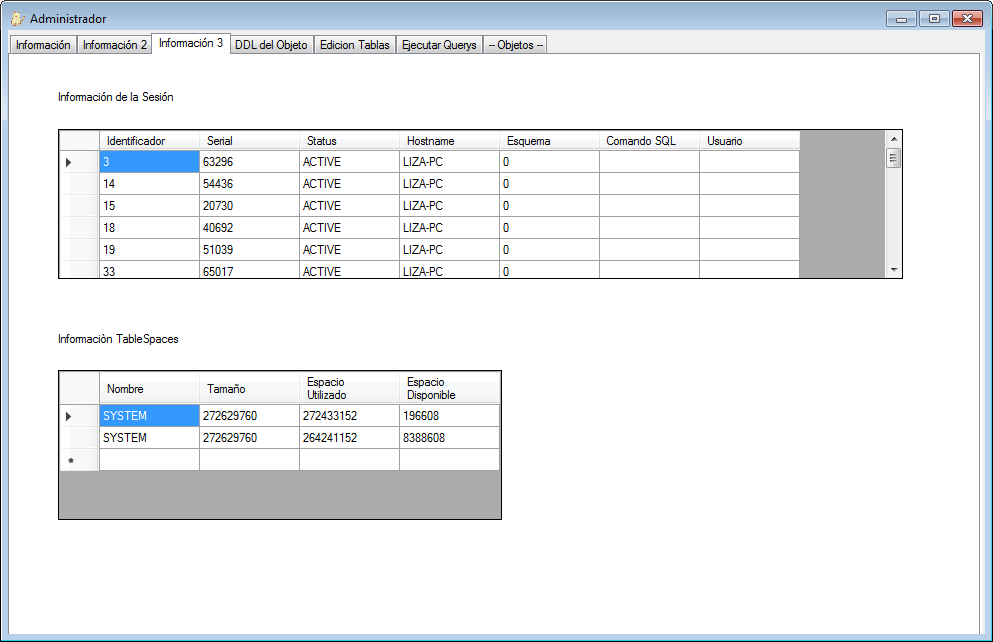 Administrador
Información Información 2 Información 3 DDL del Objeto Edicion Tablas Ejecutar Querys -- Objetos --
Información de la Sesión
Identificador Serial Status Hostname Esquema Comando SQL Usuario
3 63296 ACTIVE LIZA-PC 0
14 54436 ACTIVE LIZA-PC 0
15 20730 ACTIVE LIZA-PC 0
18 40692 ACTIVE LIZA-PC 0
19 51039 ACTIVE LIZA-PC 0
33 65017 ACTIVE LIZA-PC 0
Informaciòn TableSpaces
Nombre Tamaño Espacio Utilizado Espacio Disponible
SYSTEM 272629760 272433152 196608
SYSTEM 272629760 264241152 8388608
*